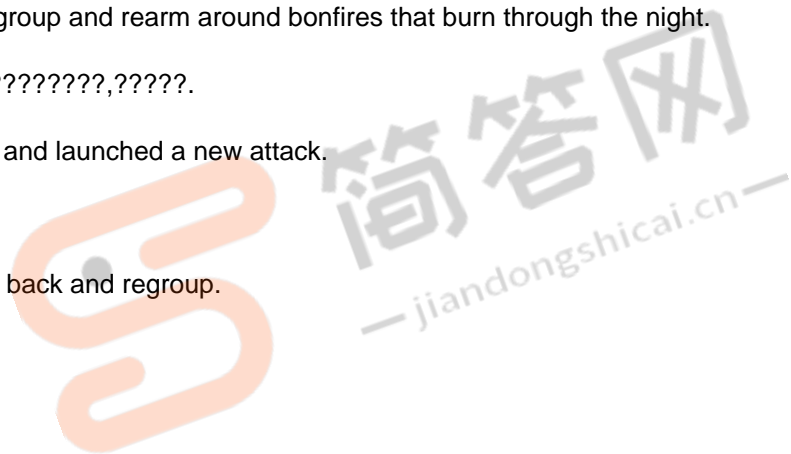 group and rearm around bonfires that burn through the night.
????????,?????.
and launched a new attack.
back and regroup.
简答网
jiandongshicai.cn